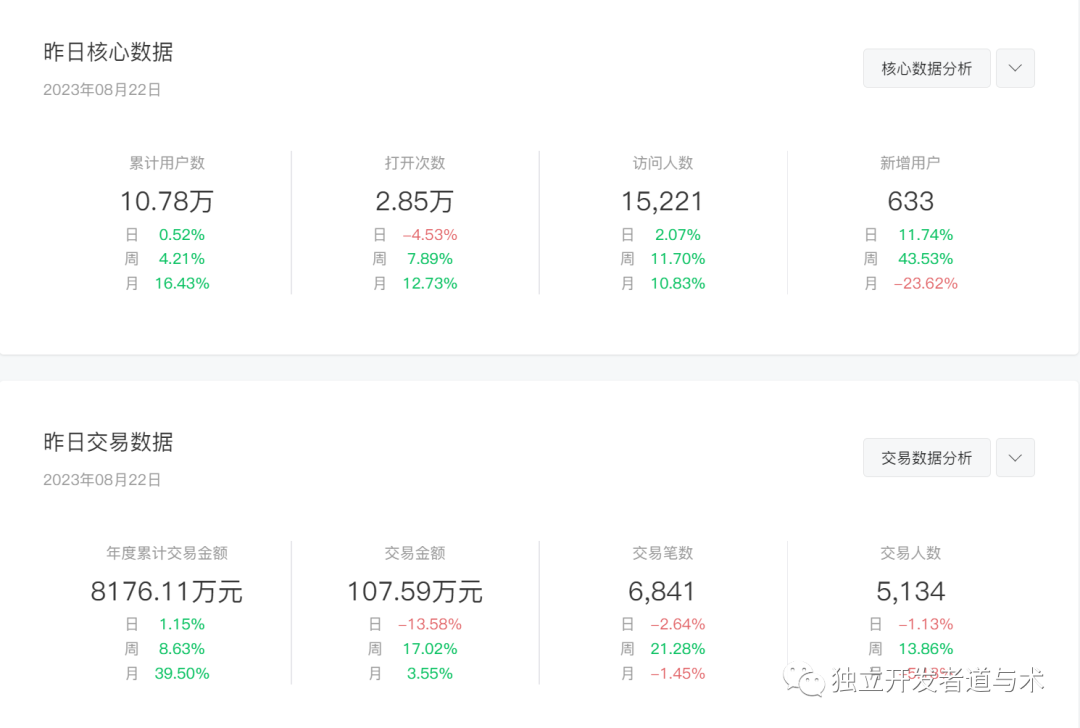 昨日核心数据
核心数据分析
2023年08月22日
累计用户数 打开次数 访问人数 新增用户
10.78万 2.85万 15,221 633
日 0.52% 日 -4.53% 日 2.07% 日 11.74%
周 4.21% 周 7.89% 周 11.70% 周 43.53%
月 16.43% 月 12.73% 月 10.83% 月 -23.62%
昨日交易数据
交易数据分析
2023年08月22日
年度累计交易金额 交易金额 交易笔数 交易人数
8176.11万元 107.59万元 6,841 5,134
日 1.15% 日 -13.58% 日 -2.64% 日 -1.13%
周 8.63% 周 17.02% 周 21.28% 周 13.86%
月 39.50% 月 3.55% 月 -1.45% 月
独立开发者道与术